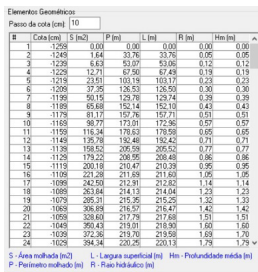 Elementos Geométricos
Passo da cota (cm): 10
# Cota (cm) S (m2) P (m) L (m) R (m) Hm (m)
1 -1259 0,00 0,00 0,00 0,00 0,00
2 -1249 1,64 33,76 33,76 0,05 0,05
3 -1239 6,63 53,07 53,06 0,12 0,12
4 -1229 12,71 67,50 67,49 0,19 0,19
5 -1219 23,51 103,19 103,17 0,23 0,23
6 -1209 37,35 126,53 126,50 0,30 0,30
7 -1199 50,15 129,78 129,74 0,39 0,39
8 -1189 65,68 152,14 152,10 0,43 0,43
9 -1179 81,17 157,76 157,71 0,51 0,51
10 -1169 98,77 173,01 172,96 0,57 0,57
11 -1159 116,34 178,63 178,58 0,65 0,65
12 -1149 135,78 192,48 192,42 0,71 0,71
13 -1139 158,52 205,59 205,52 0,77 0,77
14 -1129 179,22 208,55 208,48 0,86 0,86
15 -1119 200,18 210,47 210,39 0,95 0,95
16 -1109 221,28 211,69 211,60 1,05 1,05
17 -1099 242,50 212,91 212,82 1,14 1,14
18 -1089 263,84 214,13 214,04 1,23 1,23
19 -1079 285,31 215,35 215,25 1,32 1,33
20 -1069 306,89 216,57 216,47 1,42 1,42
21 -1059 328,60 217,79 217,68 1,51 1,51
22 -1049 350,43 219,01 218,90 1,60 1,60
23 -1039 372,36 219,70 219,58 1,69 1,70
24 -1029 394,34 220,25 220,13 1,79 1,79
S - Área molhada (m2) L - Largura superficial (m) Hm - Profundidade média (m)
P - Perímetro molhado (m) R - Raio hidráulico (m)